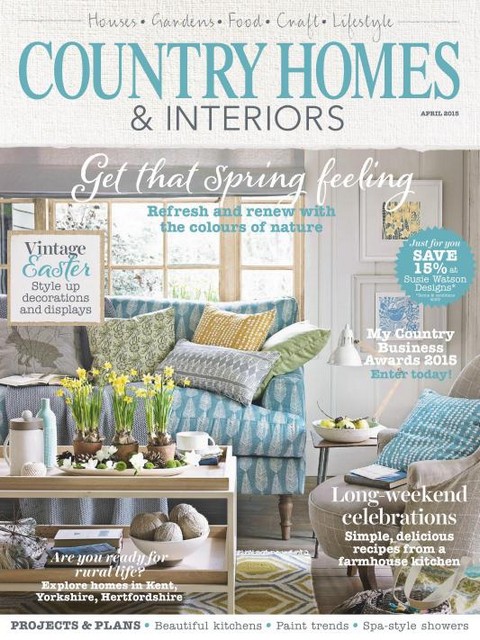 Houses • Gardens • Food • Craft • Lifestyle
COUNTRY HOMES
& INTERIORS
APRIL 2015
Get that spring feeling
Refresh and renew with
the colours of nature
Vintage
Easter
Style up
decorations
and displays
Just for you
SAVE
15% at
Susie Watson
Designs*
My Country
Business
Awards 2015
Enter today!
Long-weekend
celebrations
Simple, delicious
recipes from a
farmhouse kitchen
Are you ready for
rural life?
Explore homes in Kent,
Yorkshire, Hertfordshire
PROJECTS & PLANS • Beautiful kitchens • Paint trends • Spa-style showers